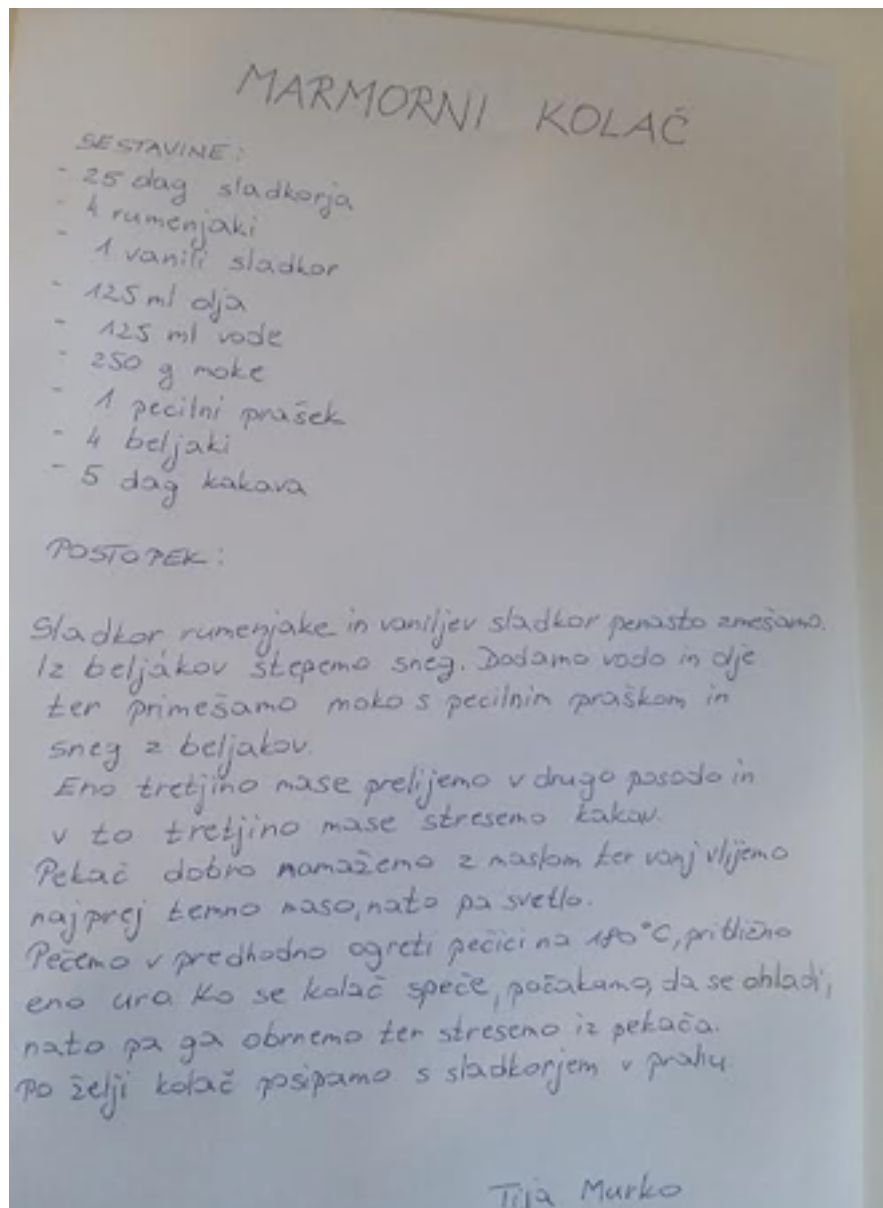 MARMORNI KOLAČ
SESTAVINE:
- 25 dag sladkorja
- 4 rumenjaki
- 1 vanili sladkor
- 125 ml olja
- 125 ml vode
- 250 g moke
- 1 pecilni prašek
- 4 beljaki
- 5 dag kakava
POSTOPEK:
Sladkor rumenjake in vaniljev sladkor penasto zmešamo.
Iz beljakov stepemo sneg. Dodamo vodo in olje
ter primešamo moko s pecilnim praškom in
sneg z beljakov.
Eno tretjino mase prelijemo v drugo posodo in
v to tretjino mase stresemo kakav.
Pekač dobro namažemo z maslom ter vanj vlijemo
najprej temno maso, nato pa svetlo.
Pečemo v predhodno ogreti pečici na 180°C, približno
eno uro. Ko se kolač speče, počakamo, da se ohladi,
nato pa ga obrnemo ter stresemo iz pekača.
Po želji kolač posipamo s sladkorjem v prahu.
Tija Murko